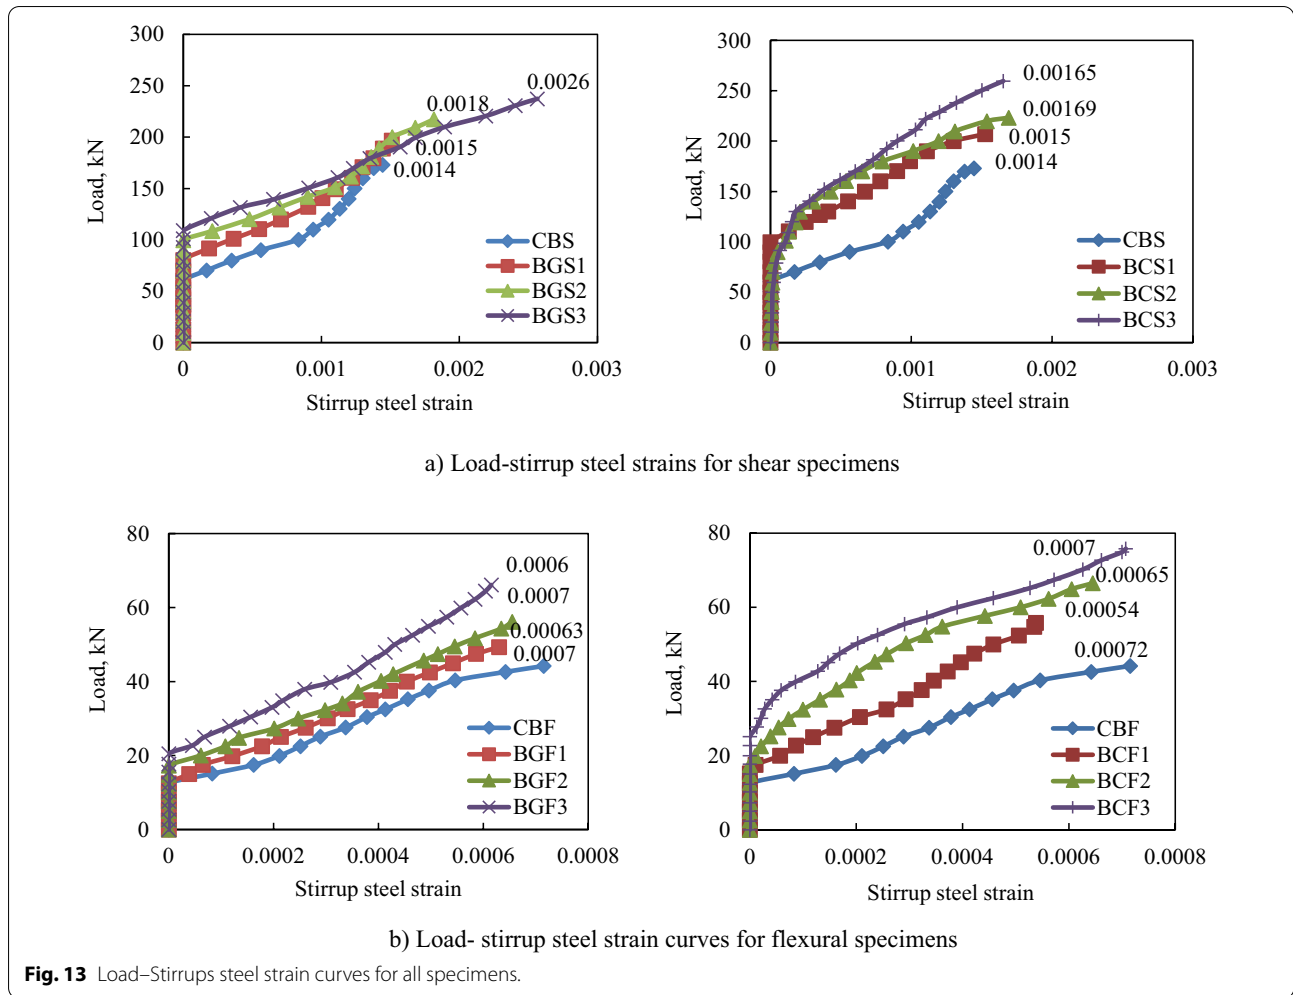 300
250
200
150
100
50
0
Load, kN
0.0026
0.0018
0.0015
0.0014
CBS
BGS1
BGS2
BGS3
0 0.001 0.002 0.003
Stirrup steel strain
300
250
200
150
100
50
0
Load, kN
0.00165
0.00169
0.0015
0.0014
CBS
BCS1
BCS2
BCS3
0 0.001 0.002 0.003
Stirrup steel strain
a) Load-stirrup steel strains for shear specimens
80
60
40
20
0
Load, kN
0.0006
0.0007
0.00063
0.0007
CBF
BGF1
BGF2
BGF3
0 0.0002 0.0004 0.0006 0.0008
Stirrup steel strain
80
60
40
20
0
Load, kN
0.0007
0.00065
0.00054
0.00072
CBF
BCF1
BCF2
BCF3
0 0.0002 0.0004 0.0006 0.0008
Stirrup steel strain
b) Load- stirrup steel strain curves for flexural specimens
Fig. 13 Load–Stirrups steel strain curves for all specimens.